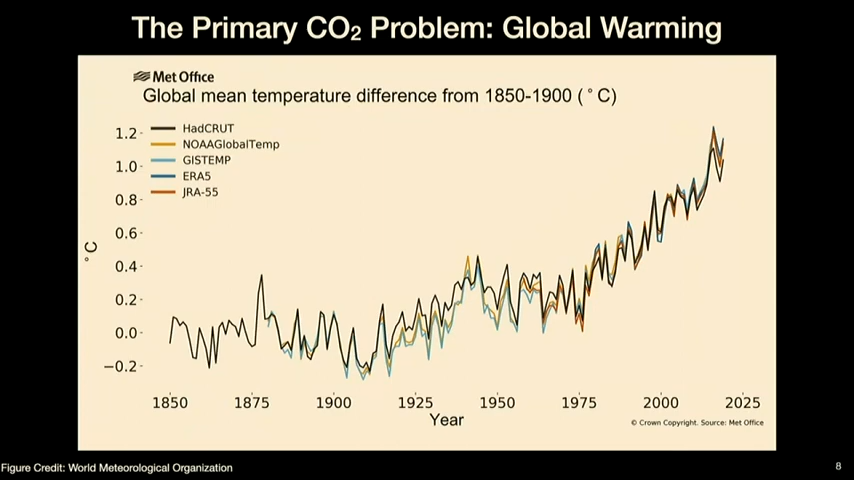 The Primary CO₂ Problem: Global Warming
Met Office
Global mean temperature difference from 1850-1900 (°C)
HadCRUT
NOAAGlobalTemp
GISTEMP
ERA5
JRA-55
1.2
1.0
0.8
0.6
0.4
0.2
0.0
−0.2
°C
1850 1875 1900 1925 1950 1975 2000 2025
Year
© Crown Copyright. Source: Met Office
Figure Credit: World Meteorological Organization
8